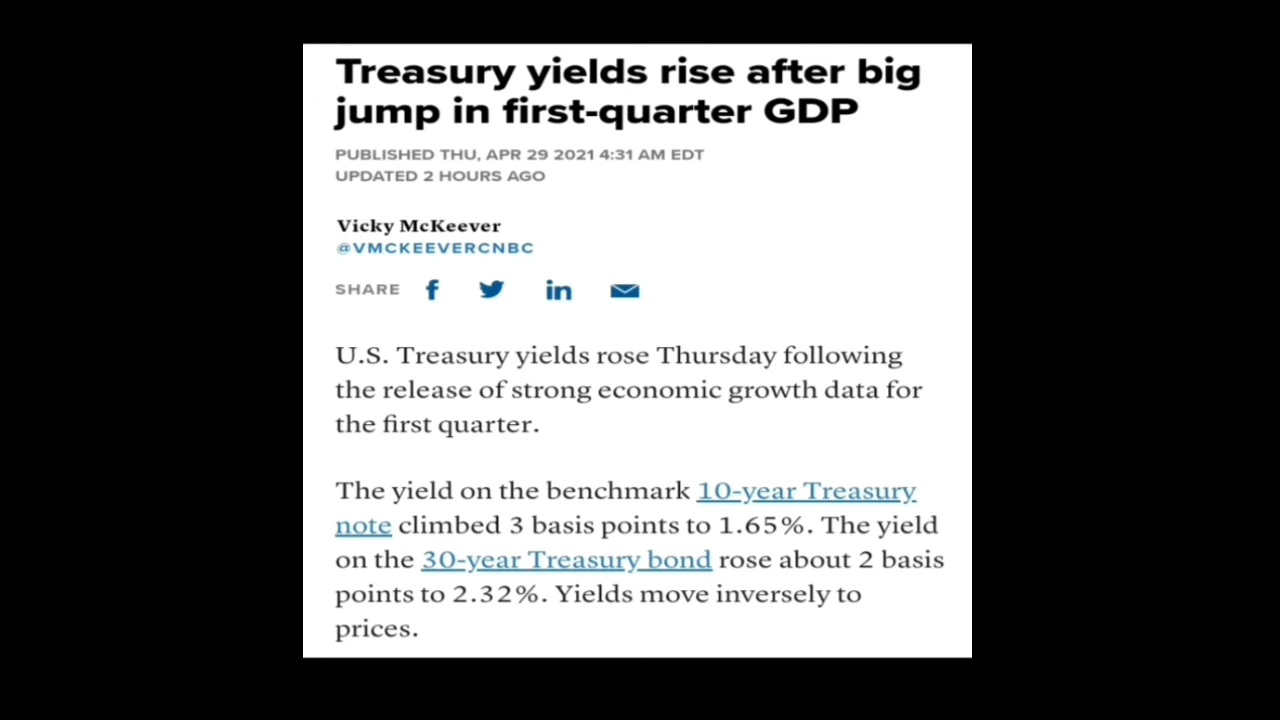 Treasury yields rise after big
jump in first-quarter GDP
PUBLISHED THU, APR 29 2021 4:31 AM EDT
UPDATED 2 HOURS AGO
Vicky McKeever
@VMCKEEVERCNBC
SHARE
U.S. Treasury yields rose Thursday following
the release of strong economic growth data for
the first quarter.
The yield on the benchmark 10-year Treasury
note climbed 3 basis points to 1.65%. The yield
on the 30-year Treasury bond rose about 2 basis
points to 2.32%. Yields move inversely to
prices.